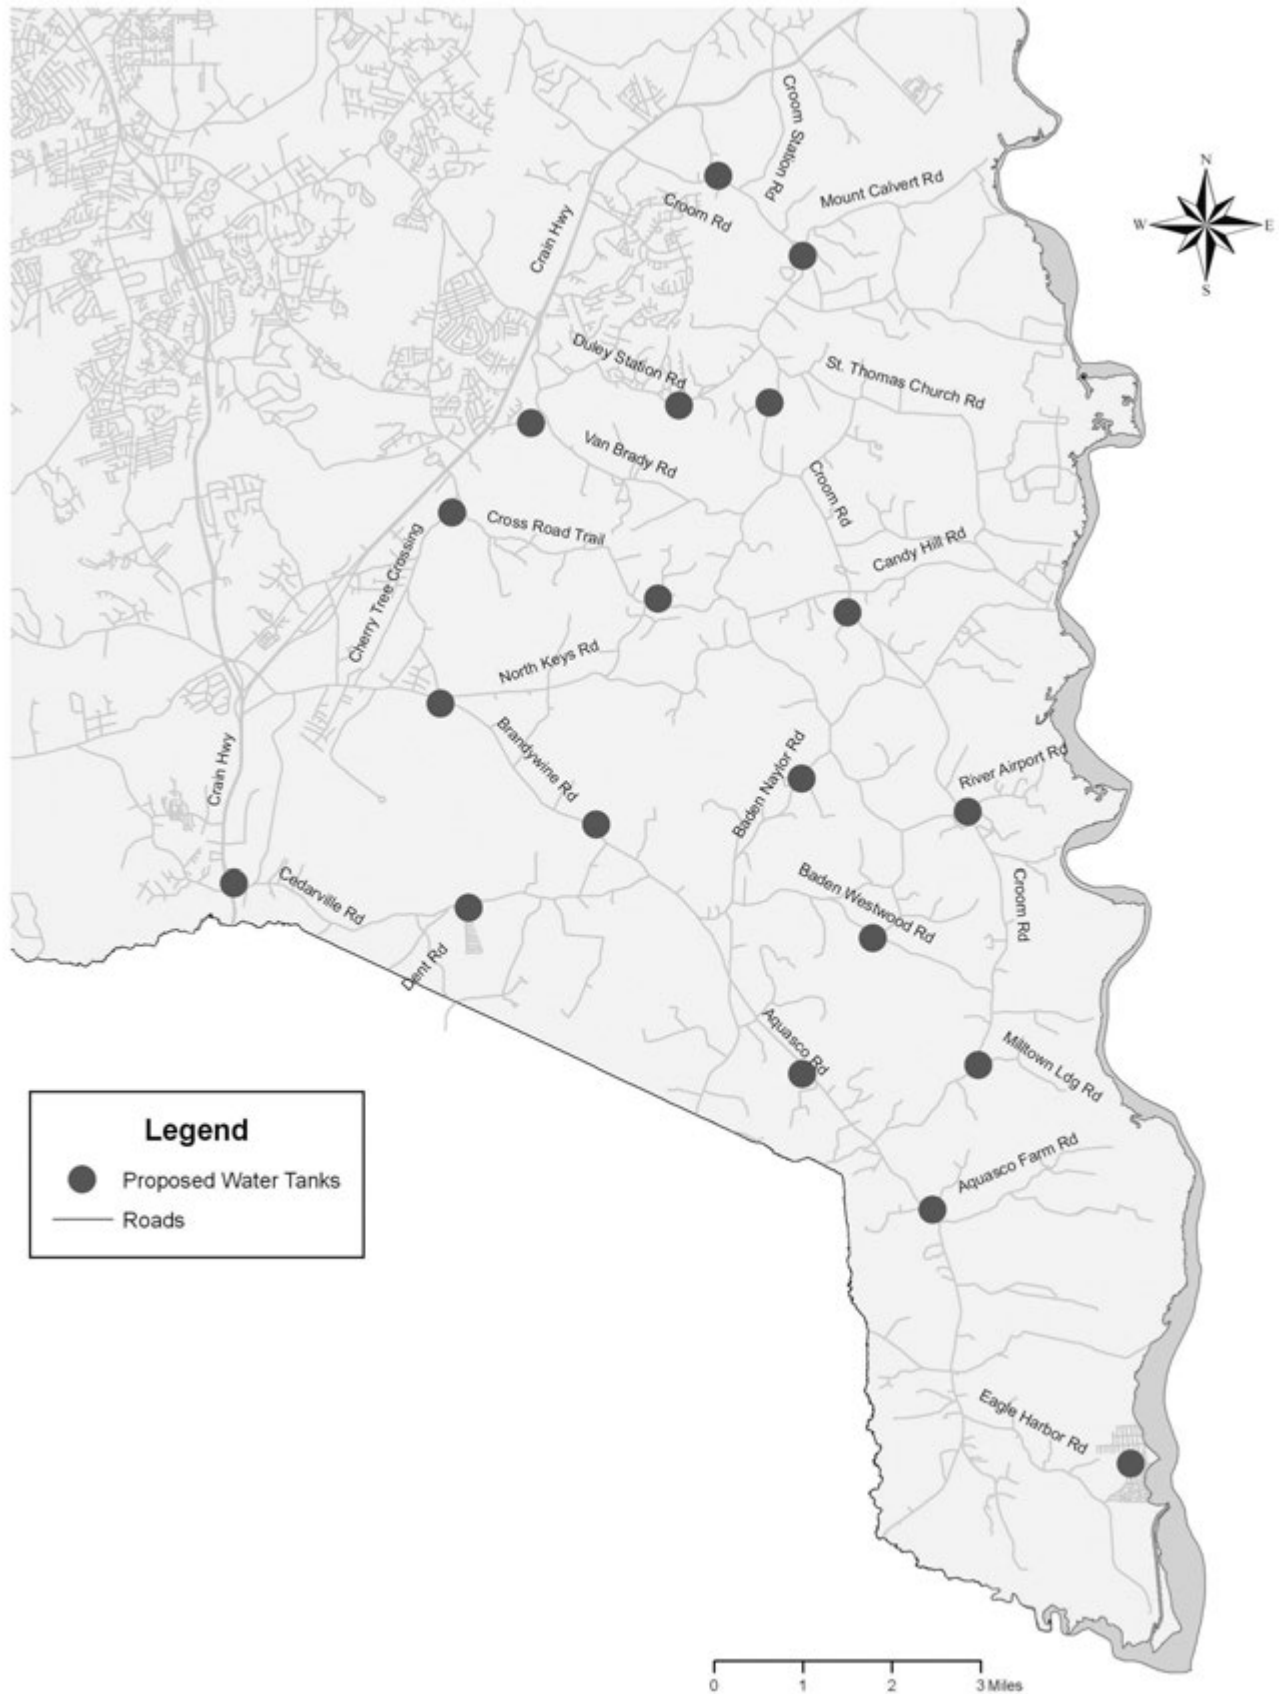 Croom Station Rd
N
Mount Calvert Rd
Croom Rd
W
E
Crain Hwy
S
Duley Station Rd
St. Thomas Church Rd
Van Brady Rd
Croom Rd
Cross Road Trail
Candy Hill Rd
Cherry Tree Crossing
North Keys Rd
Brandywine Rd
Crain Hwy
Baden Naylor Rd
River Airport Rd
Cedarville Rd
Baden Westwood Rd
Croom Rd
Dent Rd
Aquasco Rd
Milltown Ldg Rd
Legend
Proposed Water Tanks
Roads
Aquasco Farm Rd
Eagle Harbor Rd
0 1 2 3 Miles